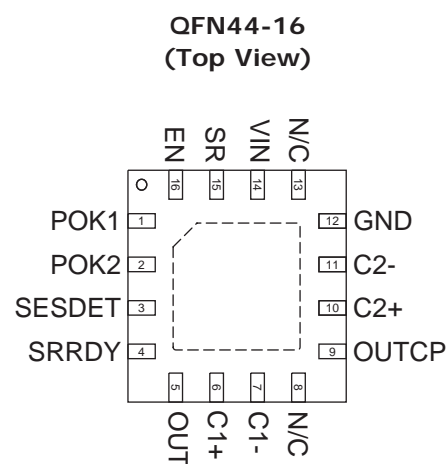 QFN44-16
(Top View)
EN
SR
VIN
N/C
16
15
14
13
POK1 1
12 GND
POK2 2
11 C2-
SESDET 3
10 C2+
SRRDY 4
9 OUTCP
5
6
7
8
OUT
C1+
C1-
N/C